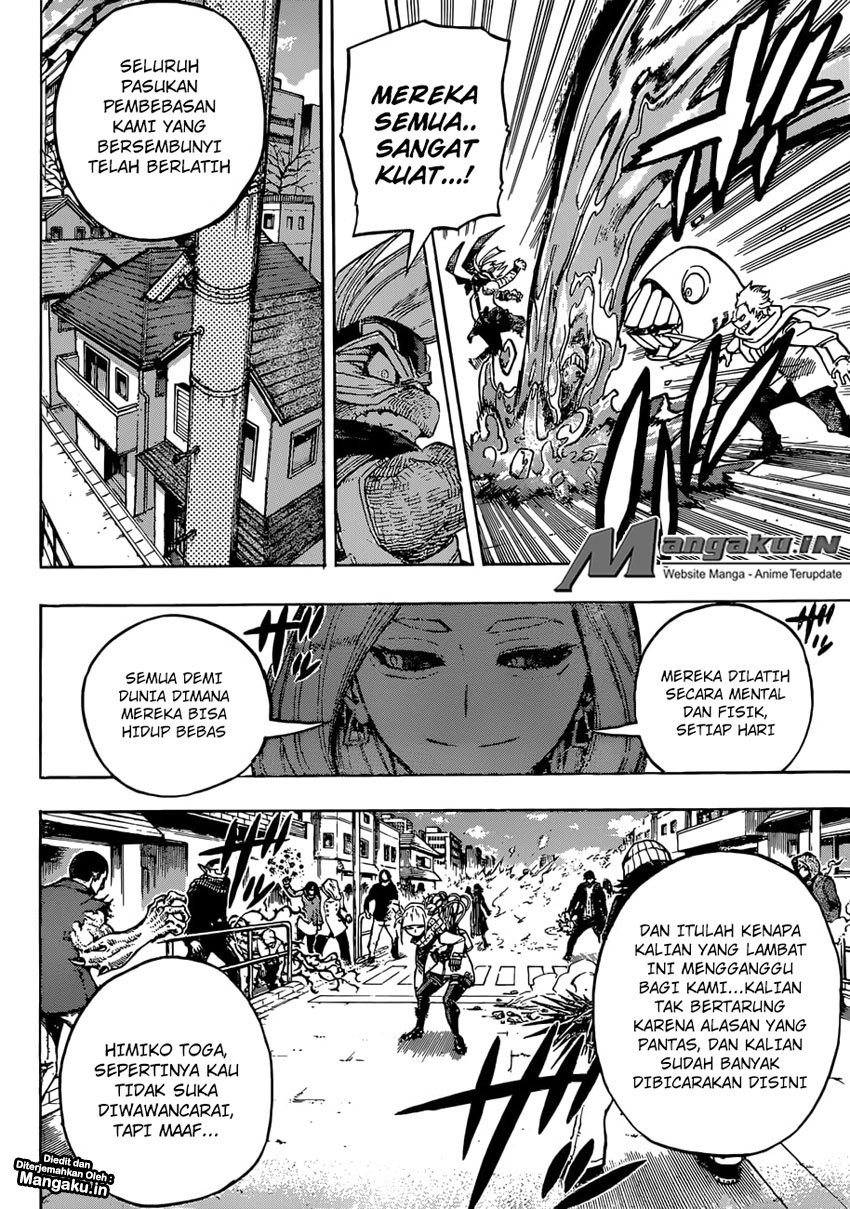 MEREKA
SEMUA..
SANGAT
KUAT...!
SELURUH
PASUKAN
PEMBEBASAN
KAMI YANG
BERSEMBUNYI
TELAH BERLATIH
Mangaku.IN
Website Manga - Anime Terupdate
MEREKA DILATIH
SECARA MENTAL
DAN FISIK,
SETIAP HARI
SEMUA DEMI
DUNIA DIMANA
MEREKA BISA
HIDUP BEBAS
DAN ITULAH KENAPA
KALIAN YANG LAMBAT
INI MENGGANGGU
BAGI KAMI...KALIAN
TAK BERTARUNG
KARENA ALASAN YANG
PANTAS, DAN KALIAN
SUDAH BANYAK
DIBICARAKAN DISINI
HIMIKO TOGA,
SEPERTINYA KAU
TIDAK SUKA
DIWAWANCARAI,
TAPI MAAF...
Diedit dan
Diterjemahkan Oleh :
Mangaku.in